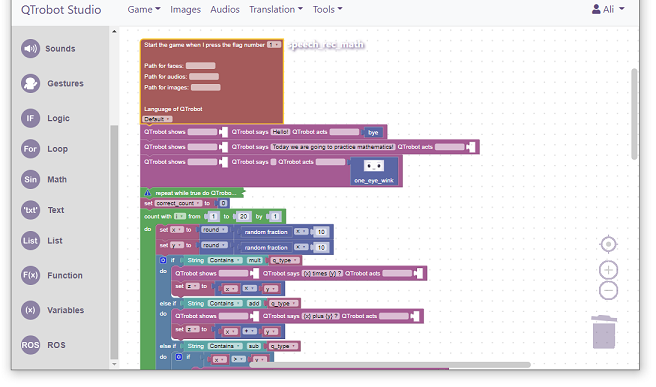 QTrobot Studio Game Images Audios Translation Tools Ali
Sounds
Gestures
IF Logic
For Loop
Sin Math
'txt' Text
List List
F(x) Function
(x) Variables
ROS ROS
Start the game when I press the flag number 1 speech_rec_math
Path for faces:
Path for audios:
Path for images:
Language of QTrobot
Default
QTrobot shows QTrobot says Hello! QTrobot acts bye
QTrobot shows QTrobot says Today we are going to practice mathematics! QTrobot acts
QTrobot shows QTrobot says QTrobot acts
one_eye_wink
repeat while true do QTrobo...
set correct_count to 0
count with i from 1 to 20 by 1
do set x to round random fraction × 10
set y to round random fraction × 10
if String Contains mult q_type
do QTrobot shows QTrobot says {x} times {y} ? QTrobot acts
set z to x × y
else if String Contains add q_type
do QTrobot shows QTrobot says {x} plus {y} ? QTrobot acts
set z to x + y
else if String Contains sub q_type
do if x > y